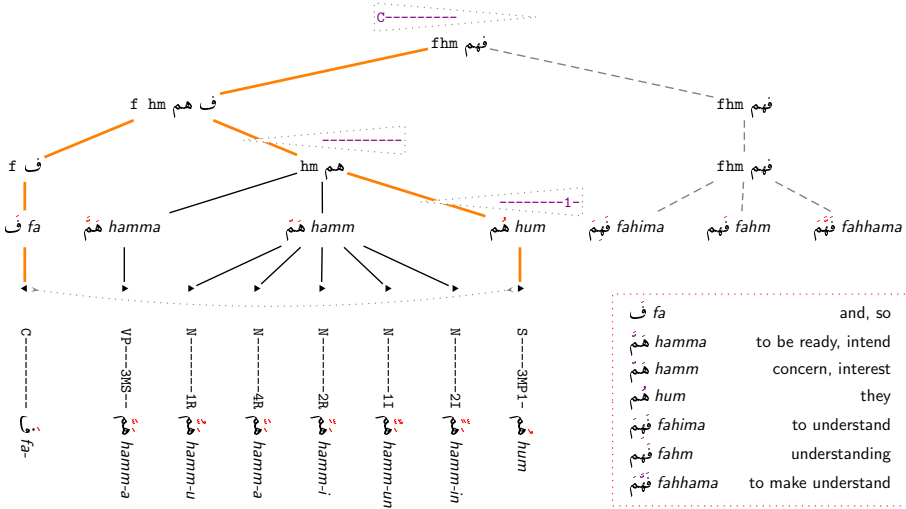 C---------
fhm فهم
f hm ف هم
fhm فهم
---------
f ف
hm هم
fhm فهم
-------1-
فَ fa
هَمَّ hamma
هَمّ hamm
هُم hum
فَهِمَ fahima
فَهم fahm
فَهَّمَ fahhama
C---------
فَ fa-
VP---3MS--
هَمَّ hamm-a
N-------1R
هَمُّ hamm-u
N-------4R
هَمَّ hamm-a
N-------2R
هَمِّ hamm-i
N-------1I
هَمٌّ hamm-un
N-------2I
هَمٍّ hamm-in
S----3MP1-
هُم hum
فَ fa and, so
هَمَّ hamma to be ready, intend
هَمّ hamm concern, interest
هُم hum they
فَهِمَ fahima to understand
فَهم fahm understanding
فَهَّمَ fahhama to make understand